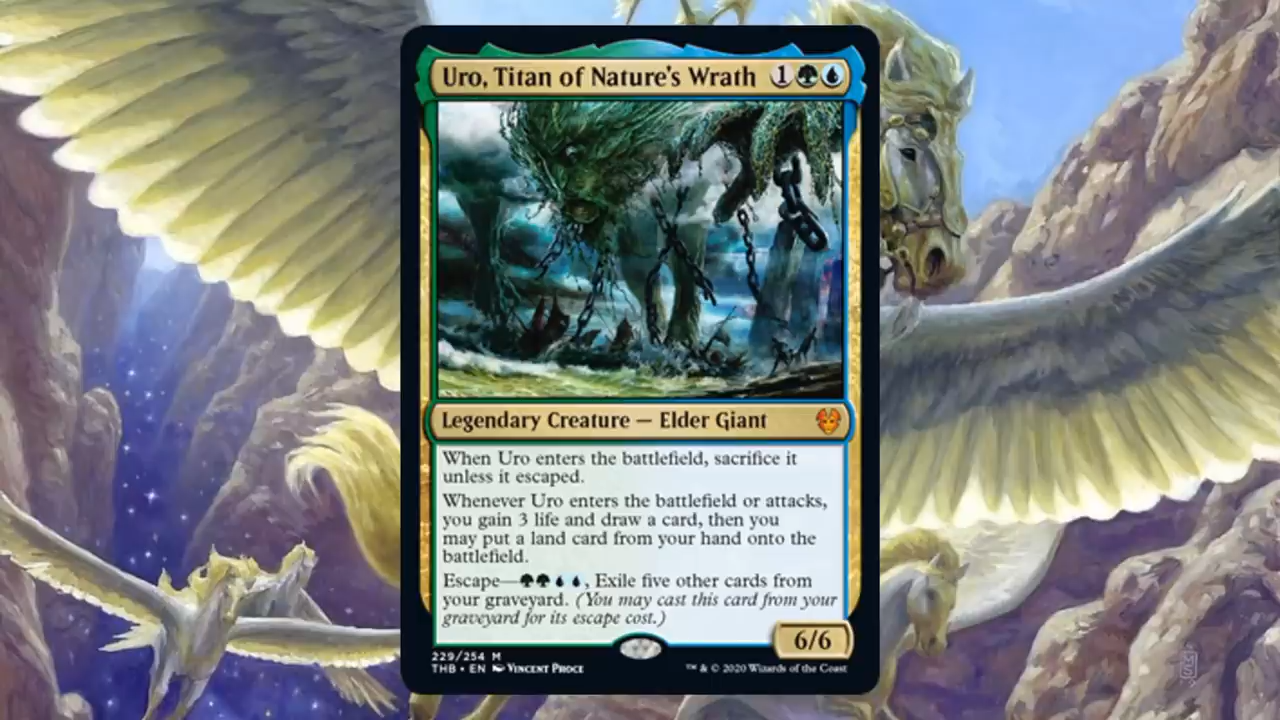 Uro, Titan of Nature's Wrath 1
Legendary Creature — Elder Giant
When Uro enters the battlefield, sacrifice it
unless it escaped.
Whenever Uro enters the battlefield or attacks,
you gain 3 life and draw a card, then you
may put a land card from your hand onto the
battlefield.
Escape—, Exile five other cards from
your graveyard. (You may cast this card from your
graveyard for its escape cost.)
6/6
229/254 M
THB • EN VINCENT PROCE
™ & © 2020 Wizards of the Coast